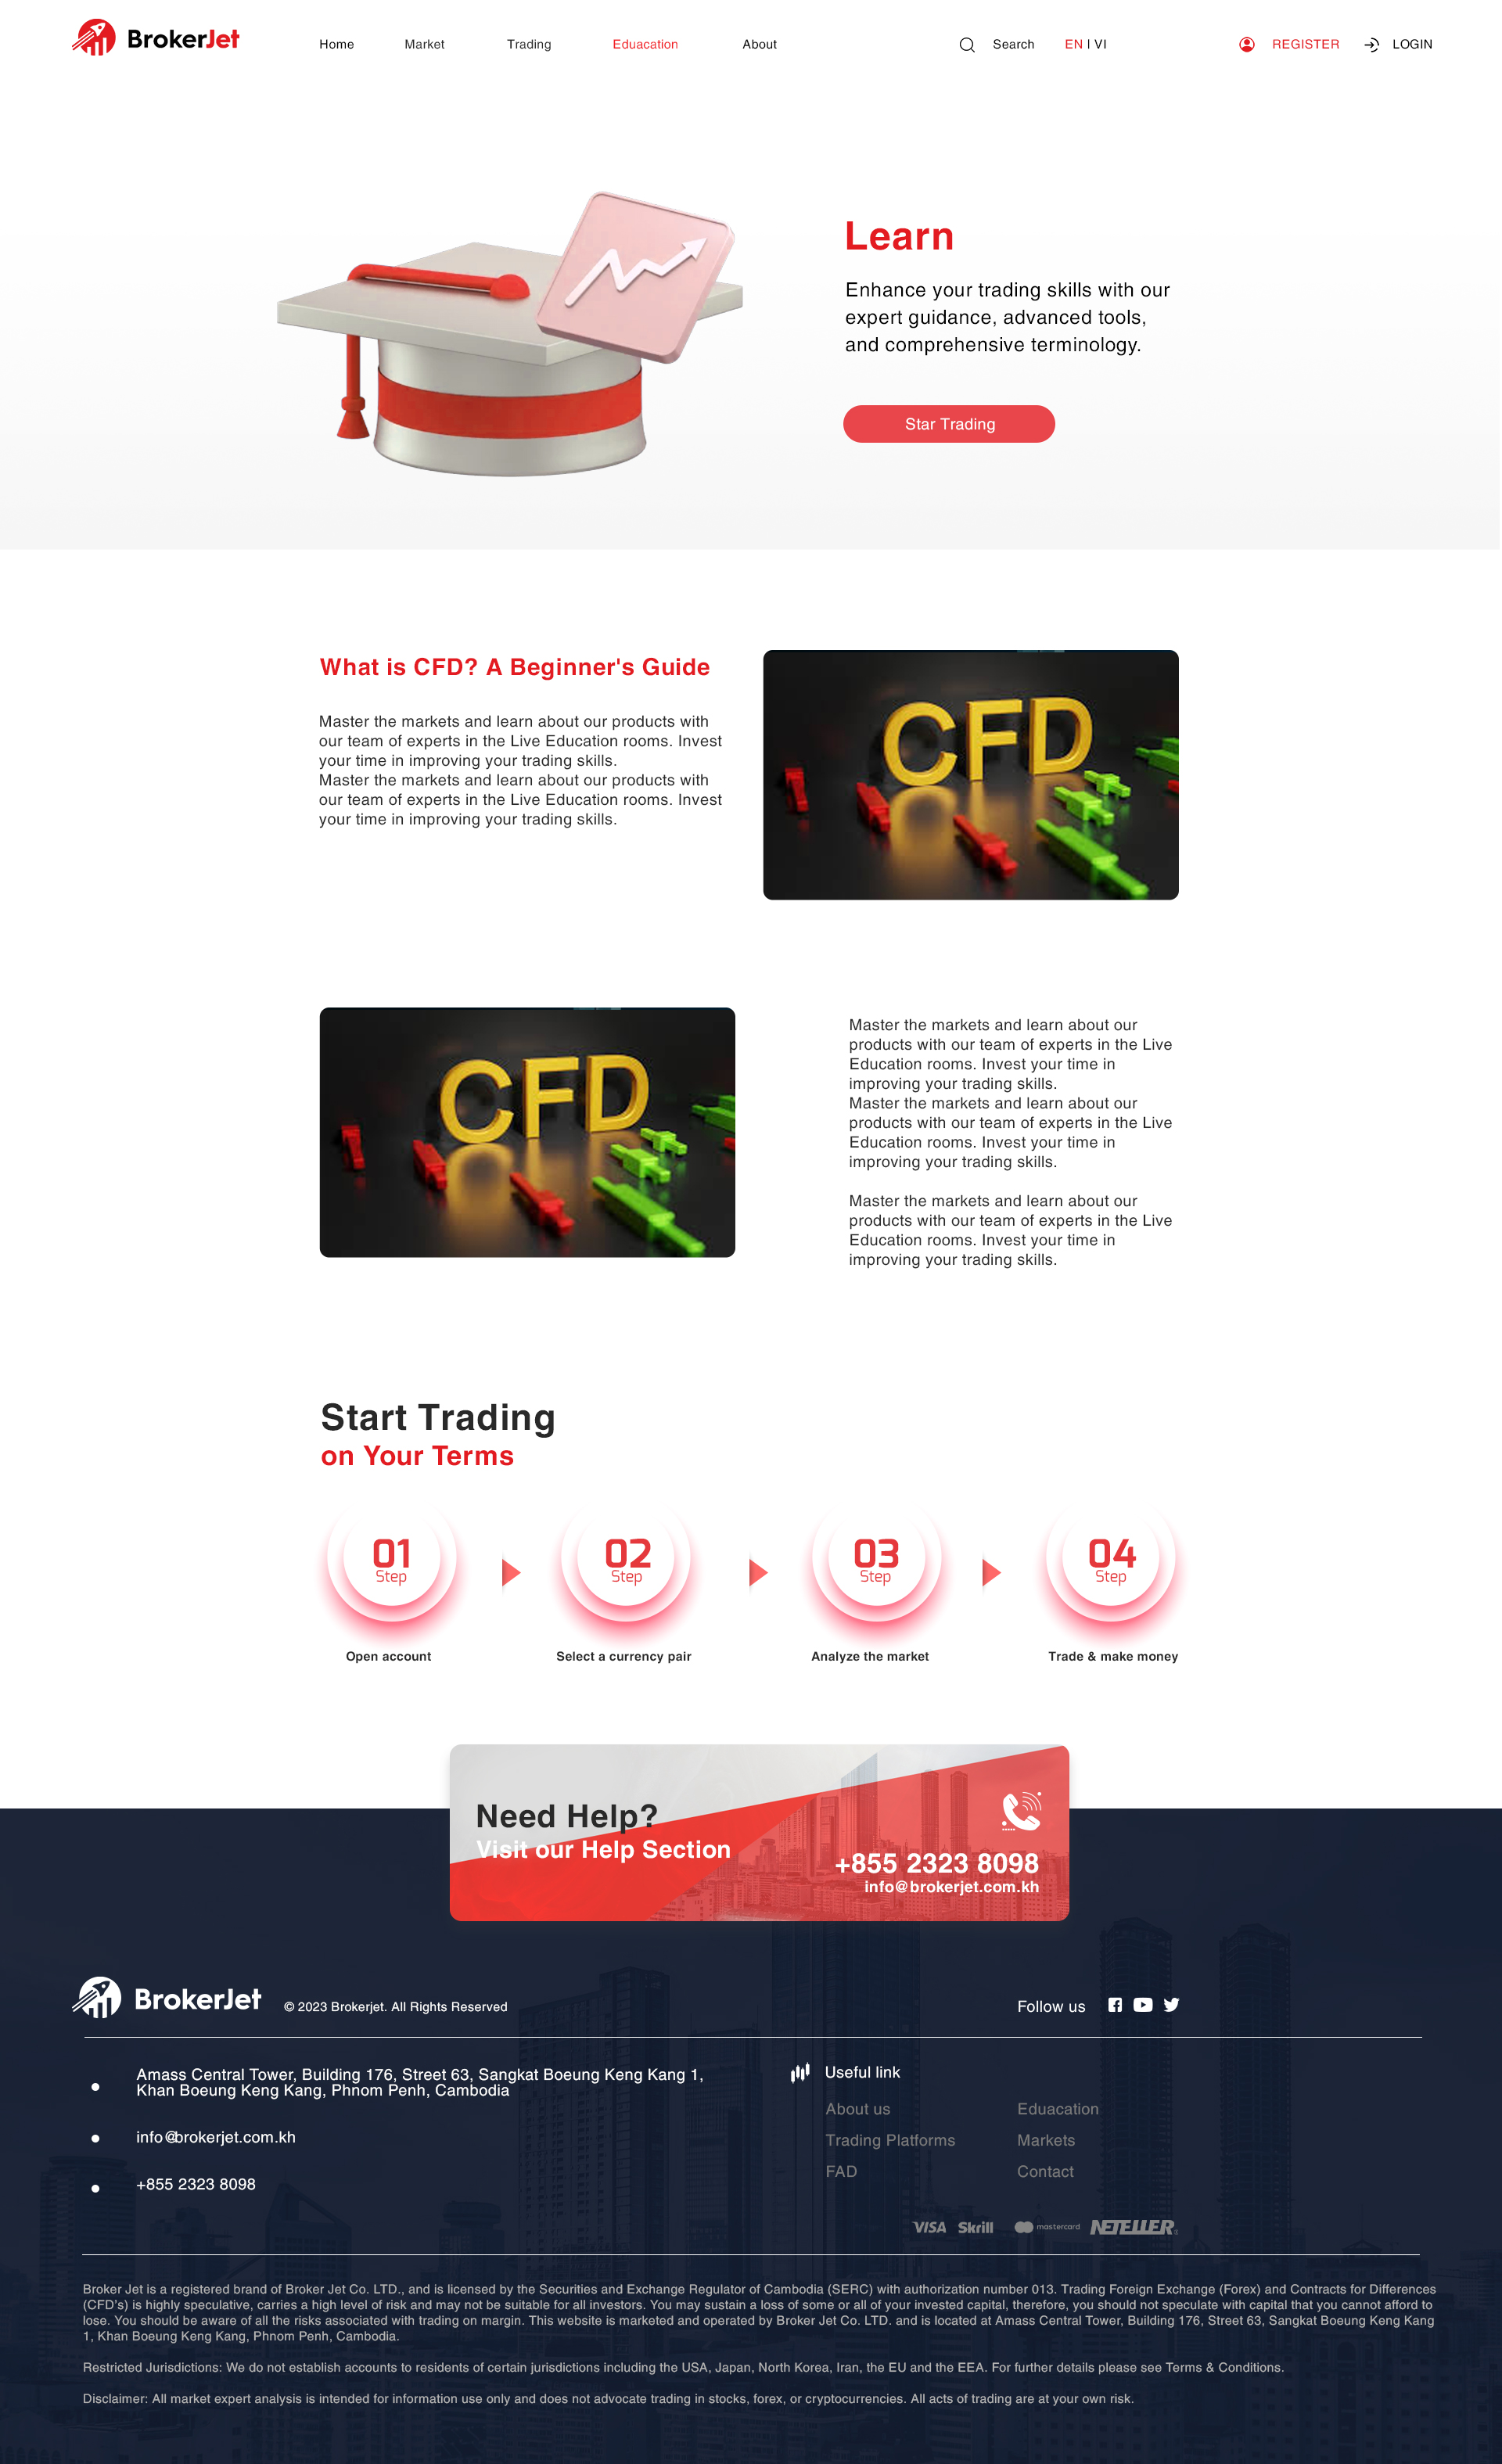 BrokerJet
Home
Market
Trading
Eduacation
About
Search
EN | VI
REGISTER
LOGIN
Learn
Enhance your trading skills with our
expert guidance, advanced tools,
and comprehensive terminology.
Star Trading
What is CFD? A Beginner's Guide
Master the markets and learn about our products with
our team of experts in the Live Education rooms. Invest
your time in improving your trading skills.
Master the markets and learn about our products with
our team of experts in the Live Education rooms. Invest
your time in improving your trading skills.
CFD
CFD
Master the markets and learn about our
products with our team of experts in the Live
Education rooms. Invest your time in
improving your trading skills.
Master the markets and learn about our
products with our team of experts in the Live
Education rooms. Invest your time in
improving your trading skills.
Master the markets and learn about our
products with our team of experts in the Live
Education rooms. Invest your time in
improving your trading skills.
Start Trading
on Your Terms
01
Step
Open account
02
Step
Select a currency pair
03
Step
Analyze the market
04
Step
Trade & make money
Need Help?
Visit our Help Section
+855 2323 8098
info@brokerjet.com.kh
BrokerJet
© 2023 Brokerjet. All Rights Reserved
Follow us
Amass Central Tower, Building 176, Street 63, Sangkat Boeung Keng Kang 1,
Khan Boeung Keng Kang, Phnom Penh, Cambodia
info@brokerjet.com.kh
+855 2323 8098
Useful link
About us
Eduacation
Trading Platforms
Markets
FAD
Contact
VISA
Skrill
mastercard
NETELLER
Broker Jet is a registered brand of Broker Jet Co. LTD., and is licensed by the Securities and Exchange Regulator of Cambodia (SERC) with authorization number 013. Trading Foreign Exchange (Forex) and Contracts for Differences
(CFD's) is highly speculative, carries a high level of risk and may not be suitable for all investors. You may sustain a loss of some or all of your invested capital, therefore, you should not speculate with capital that you cannot afford to
lose. You should be aware of all the risks associated with trading on margin. This website is marketed and operated by Broker Jet Co. LTD. and is located at Amass Central Tower, Building 176, Street 63, Sangkat Boeung Keng Kang
1, Khan Boeung Keng Kang, Phnom Penh, Cambodia.
Restricted Jurisdictions: We do not establish accounts to residents of certain jurisdictions including the USA, Japan, North Korea, Iran, the EU and the EEA. For further details please see Terms & Conditions.
Disclaimer: All market expert analysis is intended for information use only and does not advocate trading in stocks, forex, or cryptocurrencies. All acts of trading are at your own risk.